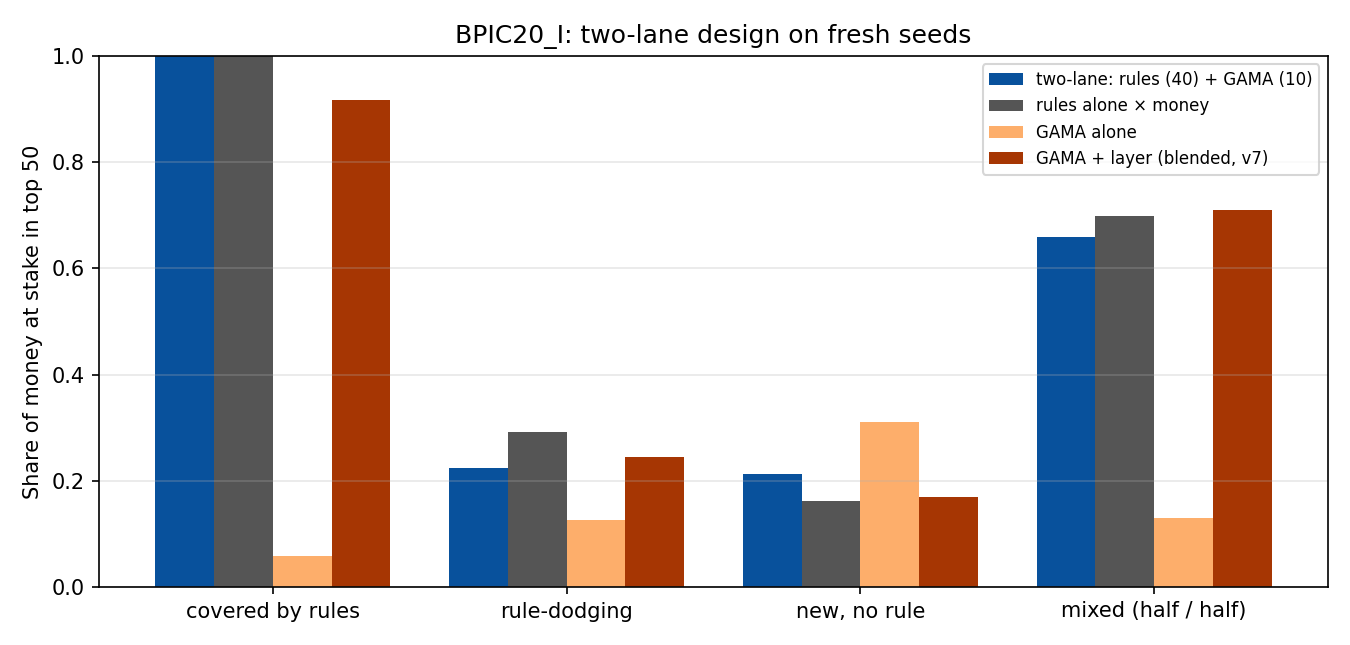 BPIC20_I: two-lane design on fresh seeds
Share of money at stake in top 50
1.0
0.8
0.6
0.4
0.2
0.0
two-lane: rules (40) + GAMA (10)
rules alone × money
GAMA alone
GAMA + layer (blended, v7)
covered by rules
rule-dodging
new, no rule
mixed (half / half)